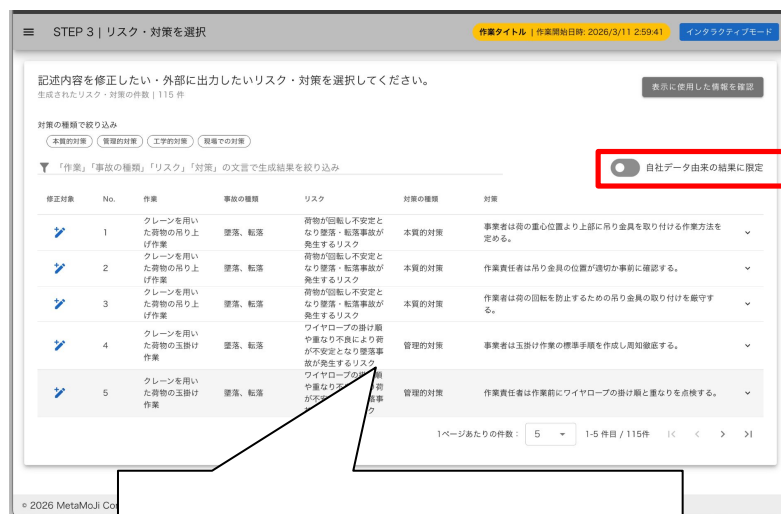 STEP 3 | リスク・対策を選択
作業タイトル | 作業開始日時: 2026/3/11 2:59:41
インタラクティブモード
記述内容を修正したい・外部に出力したいリスク・対策を選択してください。
生成されたリスク・対策の件数 | 115 件
表示に使用した情報を確認
対策の種類で絞り込み
本質的対策 管理的対策 工学的対策 現場での対策
「作業」「事故の種類」「リスク」「対策」の文言で生成結果を絞り込み
自社データ由来の結果に限定
修正対象 No. 作業 事故の種類 リスク 対策の種類 対策
1
クレーンを用い
た荷物の吊り上
げ作業
墜落、転落
荷物が回転し不安定と
なり墜落・転落事故が
発生するリスク
本質的対策
事業者は荷の重心位置より上部に吊り金具を取り付ける作業方法を
定める。
2
クレーンを用い
た荷物の吊り上
げ作業
墜落、転落
荷物が回転し不安定と
なり墜落・転落事故が
発生するリスク
本質的対策
作業責任者は吊り金具の位置が適切か事前に確認する。
3
クレーンを用い
た荷物の吊り上
げ作業
墜落、転落
荷物が回転し不安定と
なり墜落・転落事故が
発生するリスク
本質的対策
作業者は荷の回転を防止するための吊り金具の取り付けを厳守す
る。
4
クレーンを用い
た荷物の玉掛け
作業
墜落、転落
ワイヤロープの掛け順
や重なり不良により荷
が不安定となり墜落事
故が発生するリスク
管理的対策
事業者は玉掛け作業の標準手順を作成し周知徹底する。
5
クレーンを用い
た荷物の玉掛け
作業
墜落、転落
ワイヤロープの掛け順
や重なり不
が不
管理的対策
作業責任者は作業前にワイヤロープの掛け順と重なりを点検する。
1ページあたりの件数： 5 1-5 件目 / 115件
© 2026 MetaMoJi